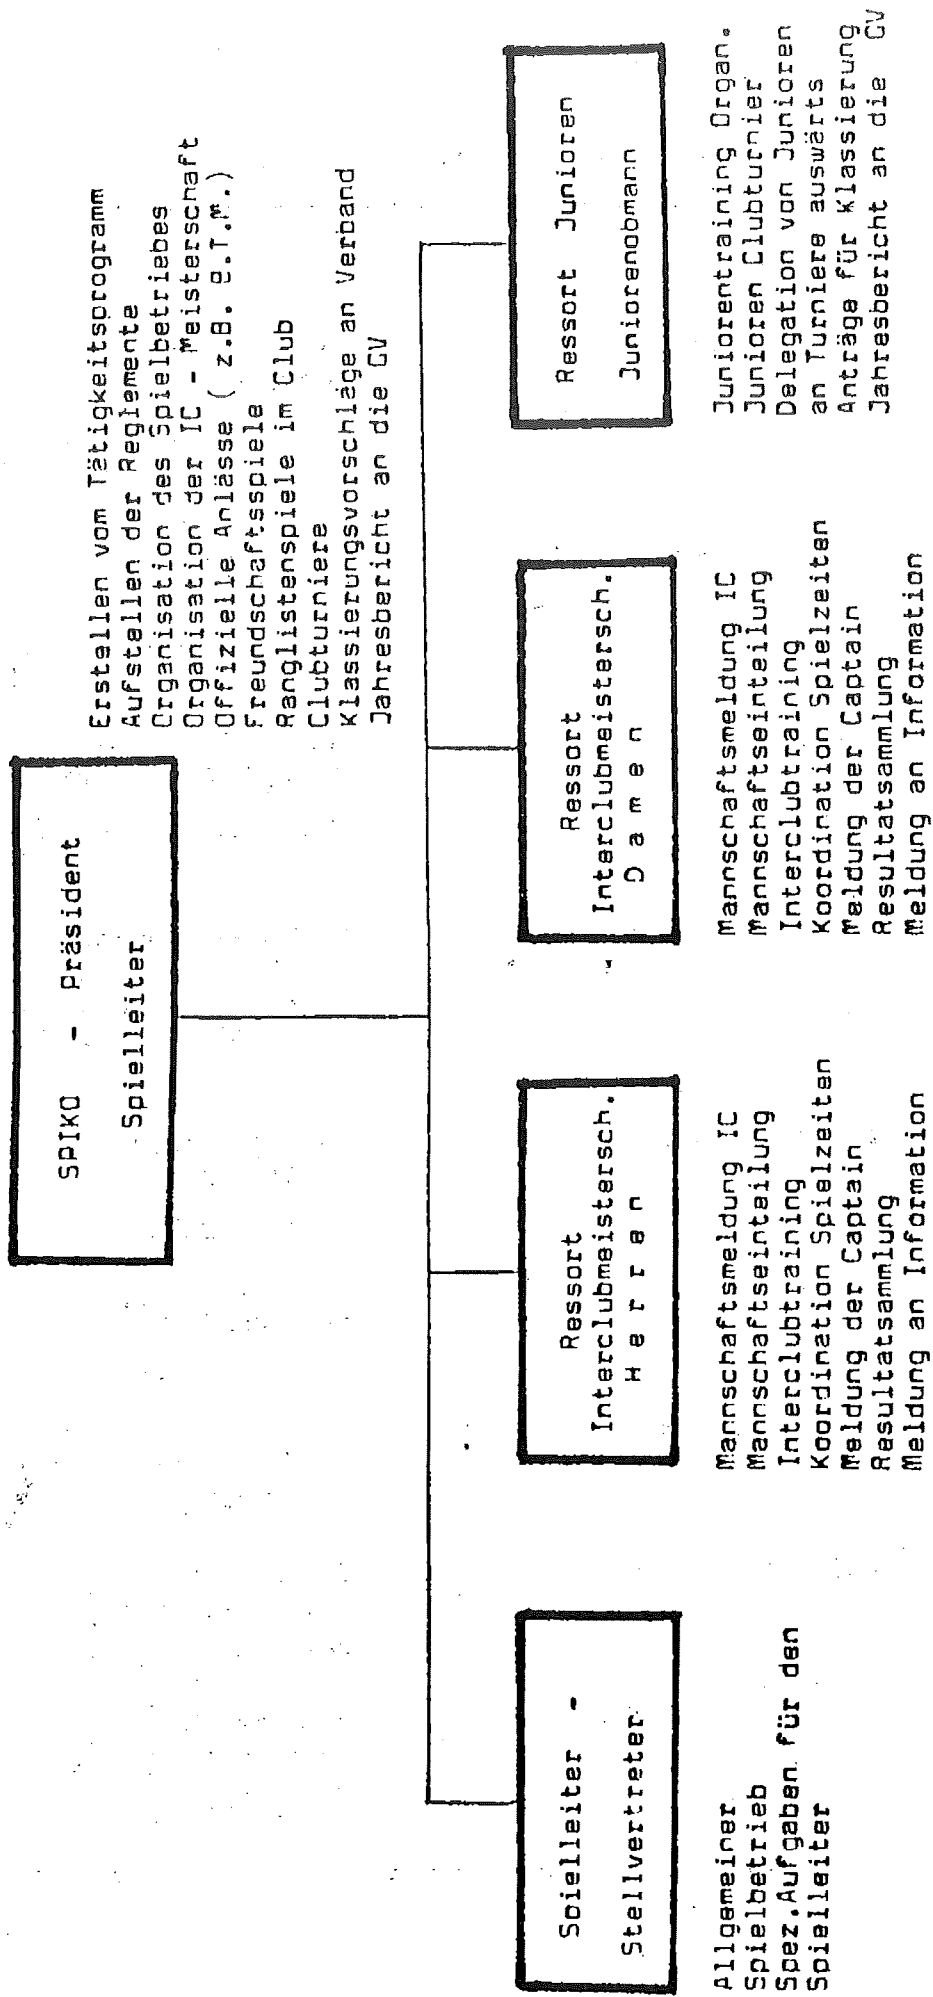 SPIKO - Präsident
Spielleiter
Erstellen vom Tätigkeitsprogramm
Aufstellen der Reglemente
Organisation des Spielbetriebes
Organisation der IC - Meisterschaft
Offizielle Anlässe ( z.B. O.T.M.)
Freundschaftsspiele
Ranglistenspiele im Club
Clubturniere
Klassierungsvorschläge an Verband
Jahresbericht an die GV
Spielleiter -
Stellvertreter
Allgemeiner
Spielbetrieb
Spez.Aufgaben für den
Spielleiter
Ressort
Interclubmeistersch.
H e r r e n
Mannschaftsmeldung IC
Mannschaftseinteilung
Interclubtraining
Koordination Spielzeiten
Meldung der Captain
Resultatsammlung
Meldung an Information
Ressort
Interclubmeistersch.
D a m e n
Mannschaftsmeldung IC
Mannschaftseinteilung
Interclubtraining
Koordination Spielzeiten
Meldung der Captain
Resultatsammlung
Meldung an Information
Ressort Junioren
Juniorenobmann
Juniorentraining Organ.
Junioren Clubturnier
Delegation von Junioren
an Turniere auswärts
Anträge für Klassierung
Jahresbericht an die GV